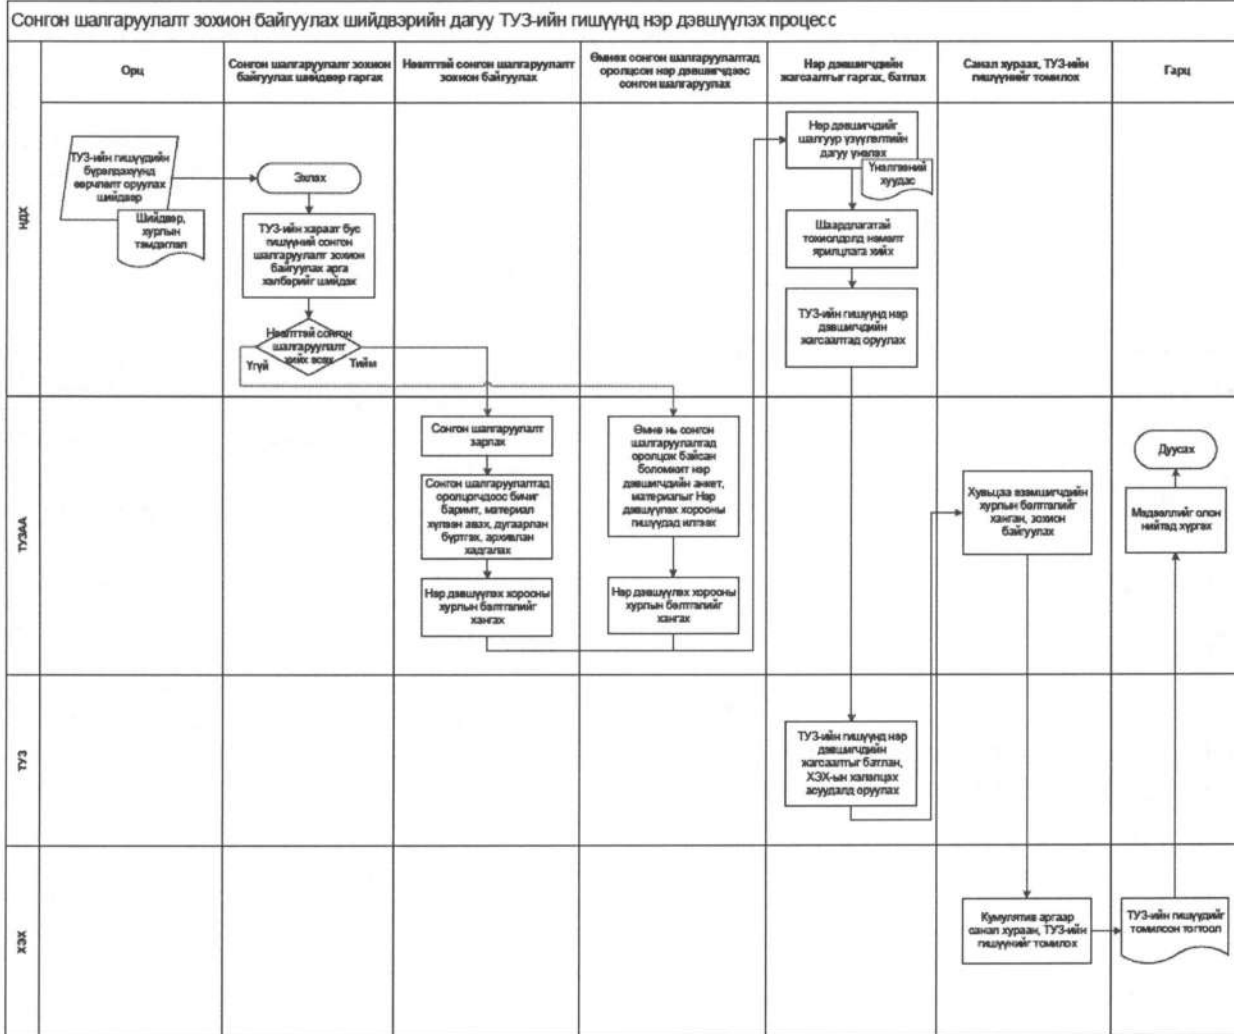 Сонгон шалгаруулалт зохион байгуулах шийдвэрийн дагуу ТУЗ-ийн гишүүнд нэр дэвшүүлэх процесс
Орц
Сонгон шалгаруулалт зохион
байгуулах шийдвэр гаргах
Нээлттэй сонгон шалгаруулалт
зохион байгуулах
Өмнөх сонгон шалгаруулалтад
оролцсон нэр дэвшигчдээс
сонгон шалгаруулах
Нэр дэвшигчдийн
жагсаалтыг гаргах, батлах
Санал хураах, ТУЗ-ийн
гишүүнийг томилох
Гарц
НДХ
ТУЗ-ийн гишүүдийн
бүрэлдэхүүнд
өөрчлөлт оруулах
шийдвэр
Шийдвэр,
хурлын
тэмдэглэл
Эхлэх
ТУЗ-ийн хараат бус
гишүүний сонгон
шалгаруулалт зохион
байгуулах арга
хэлбэрийг шийдэх
Нээлттэй сонгон
шалгаруулалт
хийх эсэх
Үгүй
Тийм
Нэр дэвшигчдийг
шалгуур үзүүлэлтийн
дагуу үнэлэх
Үнэлгээний
хуудас
Шаардлагатай
тохиолдолд нэмэлт
ярилцлага хийх
ТУЗ-ийн гишүүнд нэр
дэвшигчдийн
жагсаалтад оруулах
ТУЗАА
Сонгон шалгаруулалт
зарлах
Сонгон шалгаруулалтад
оролцогчдоос бичиг
баримт, материал
хүлээн авах, дугаарлан
бүртгэх, архивлан
хадгалах
Нэр дэвшүүлэх хорооны
хурлын бэлтгэлийг
хангах
Өмнө нь сонгон
шалгаруулалтад
оролцож байсан
боломжит нэр
дэвшигчдийн анкет,
материалыг Нэр
дэвшүүлэх хорооны
гишүүдэд илгээх
Нэр дэвшүүлэх хорооны
хурлын бэлтгэлийг
хангах
Хувьцаа эзэмшигчдийн
хурлын бэлтгэлийг
ханган, зохион
байгуулах
Дуусах
Мэдээллийг олон
нийтэд хүргэх
ТУЗ
ТУЗ-ийн гишүүнд нэр
дэвшигчдийн
жагсаалтыг батлан,
ХЭХ-ын хэлэлцэх
асуудалд оруулах
ХЭХ
Кумулятив аргаар
санал хураан, ТУЗ-ийн
гишүүнийг томилох
ТУЗ-ийн гишүүдийг
томилсон тогтоол